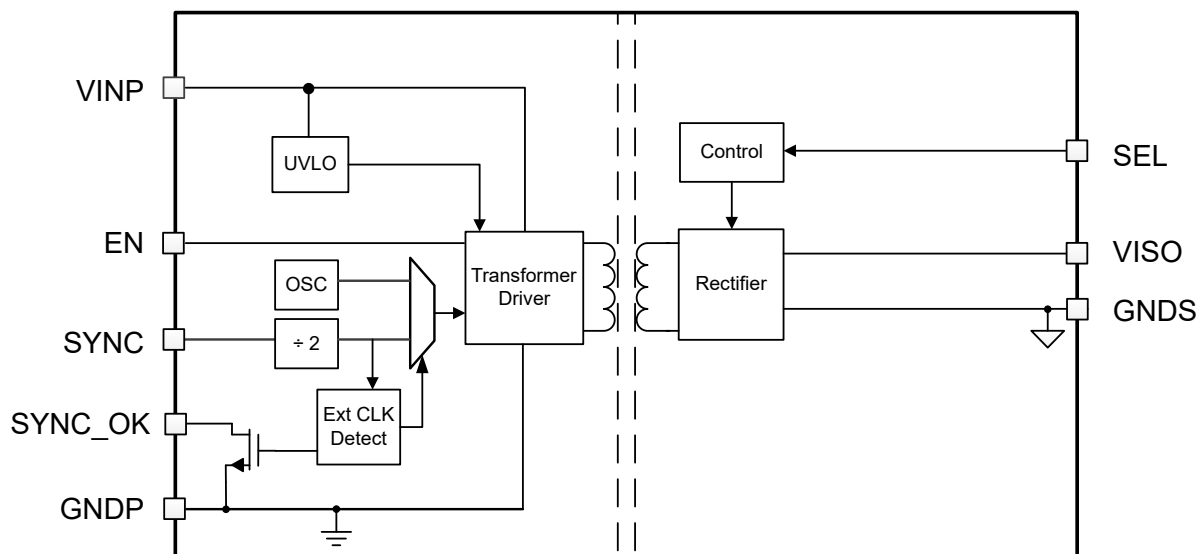 VINP
UVLO
EN
OSC
Transformer
Driver
SYNC
÷ 2
SYNC_OK
Ext CLK
Detect
GNDP
Control
SEL
Rectifier
VISO
GNDS